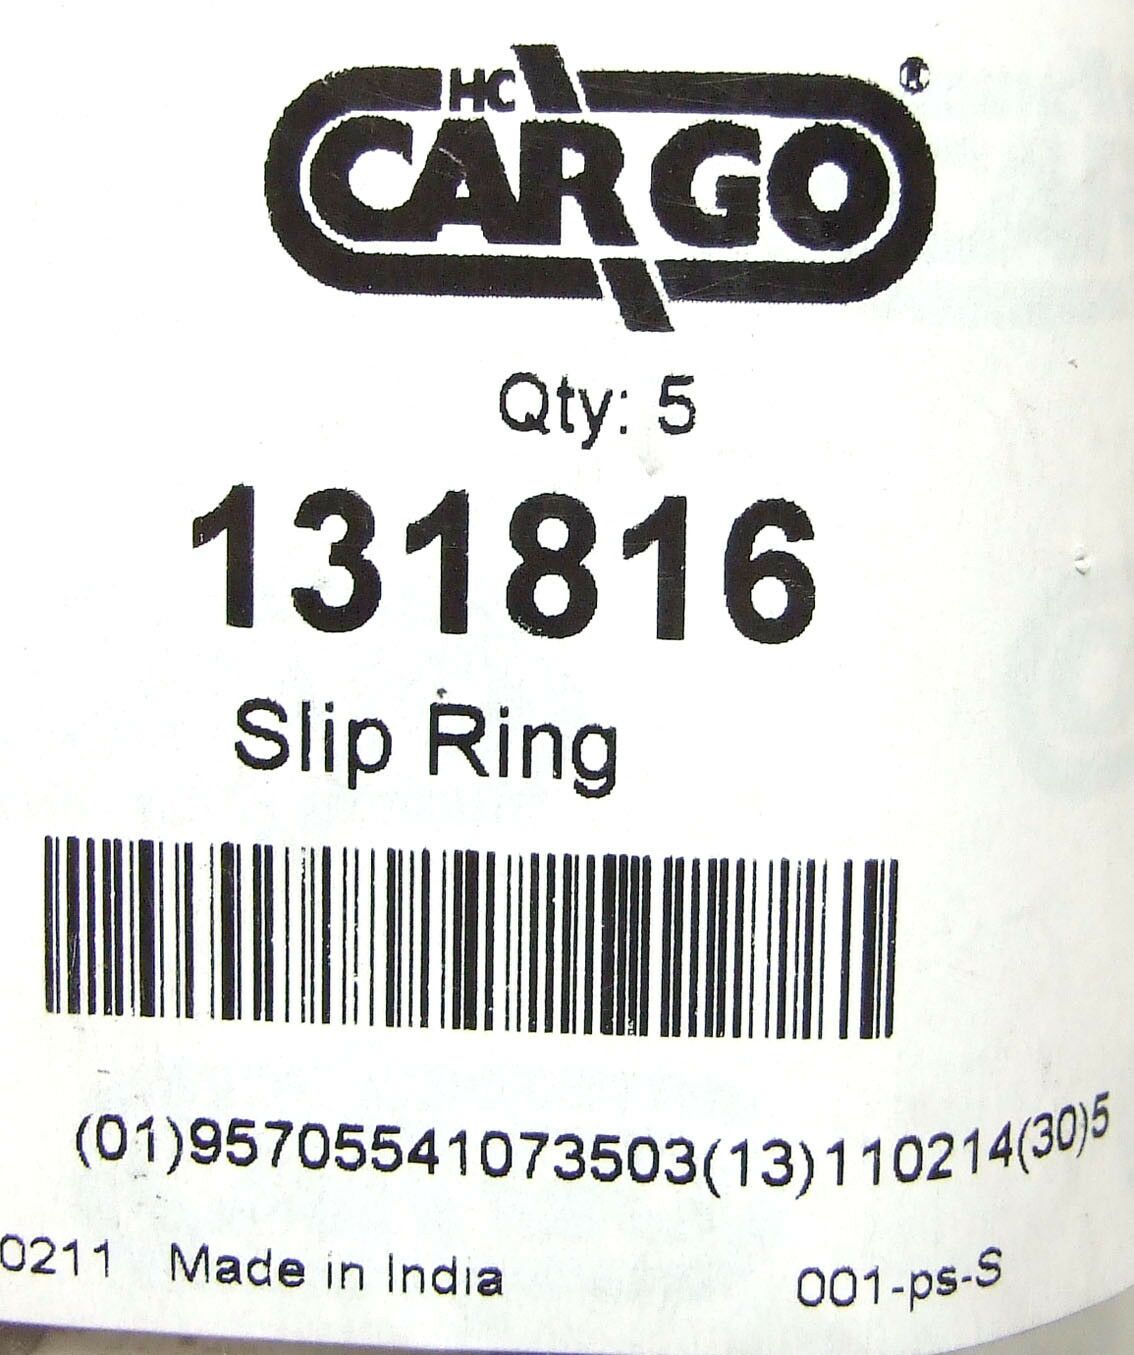 HC
CARGO®
Qty: 5
131816
Slip Ring
(01)95705541073503(13)110214(30)5
0211 Made in India 001-ps-S